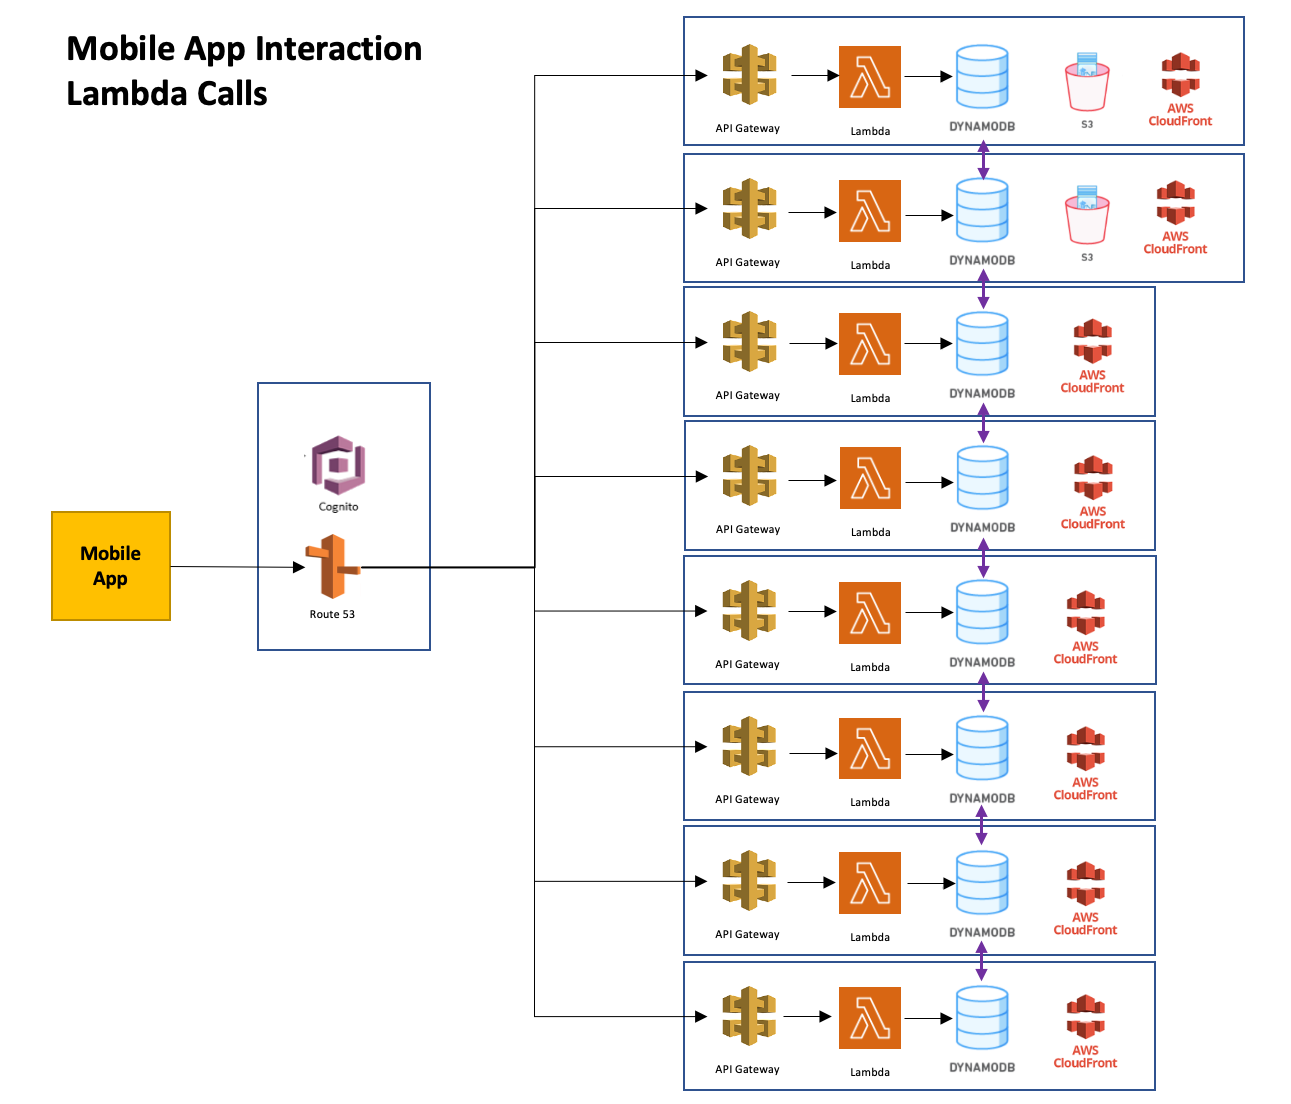 Mobile App Interaction
Lambda Calls
API Gateway
Lambda
DYNAMODB
S3
AWS
CloudFront
API Gateway
Lambda
DYNAMODB
S3
AWS
CloudFront
API Gateway
Lambda
DYNAMODB
AWS
CloudFront
API Gateway
Lambda
DYNAMODB
AWS
CloudFront
Cognito
Mobile
App
Route 53
API Gateway
Lambda
DYNAMODB
AWS
CloudFront
API Gateway
Lambda
DYNAMODB
AWS
CloudFront
API Gateway
Lambda
DYNAMODB
AWS
CloudFront
API Gateway
Lambda
DYNAMODB
AWS
CloudFront